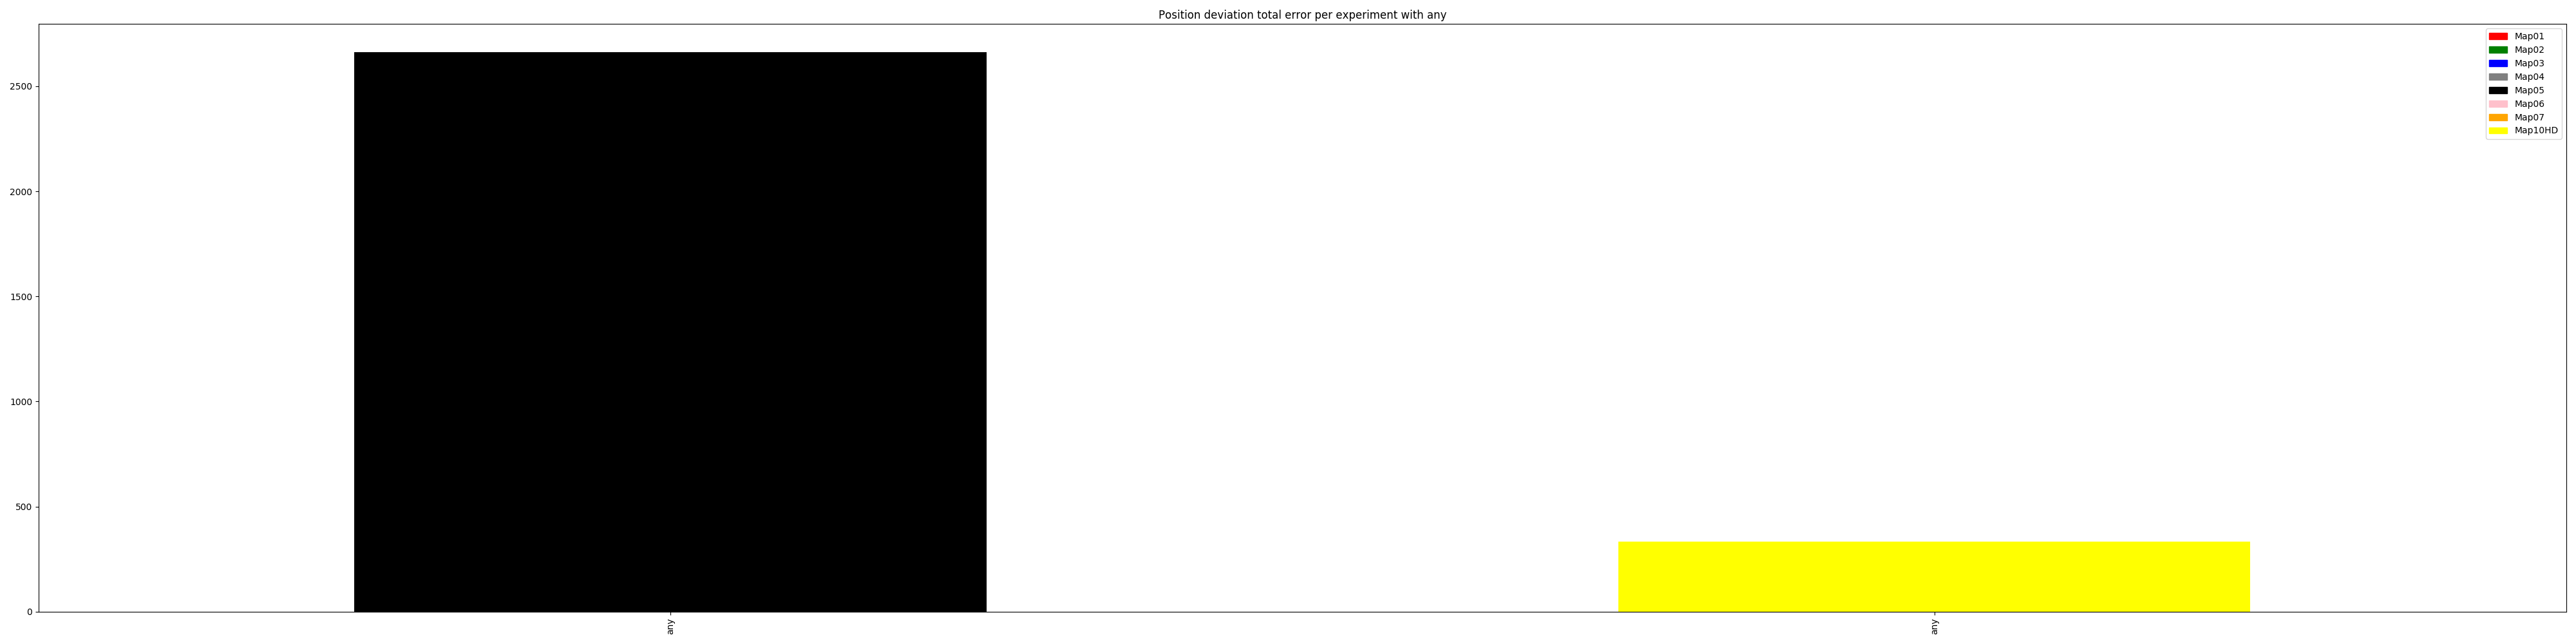 Position deviation total error per experiment with any
2500
2000
1500
1000
500
0
any
any
Map01
Map02
Map03
Map04
Map05
Map06
Map07
Map10HD